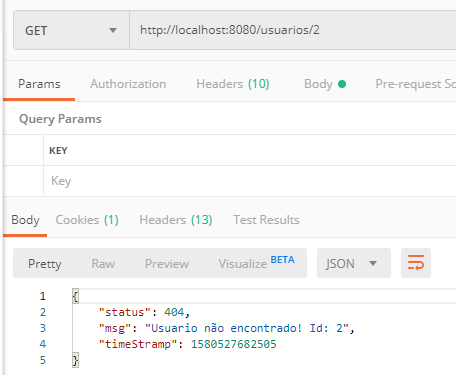 GET http://localhost:8080/usuarios/2
Params Authorization Headers (10) Body Pre-request Sc
Query Params
KEY
Key
Body Cookies (1) Headers (13) Test Results
Pretty Raw Preview Visualize BETA JSON
1 {
2 "status": 404,
3 "msg": "Usuario não encontrado! Id: 2",
4 "timeStramp": 1580527682505
5 }